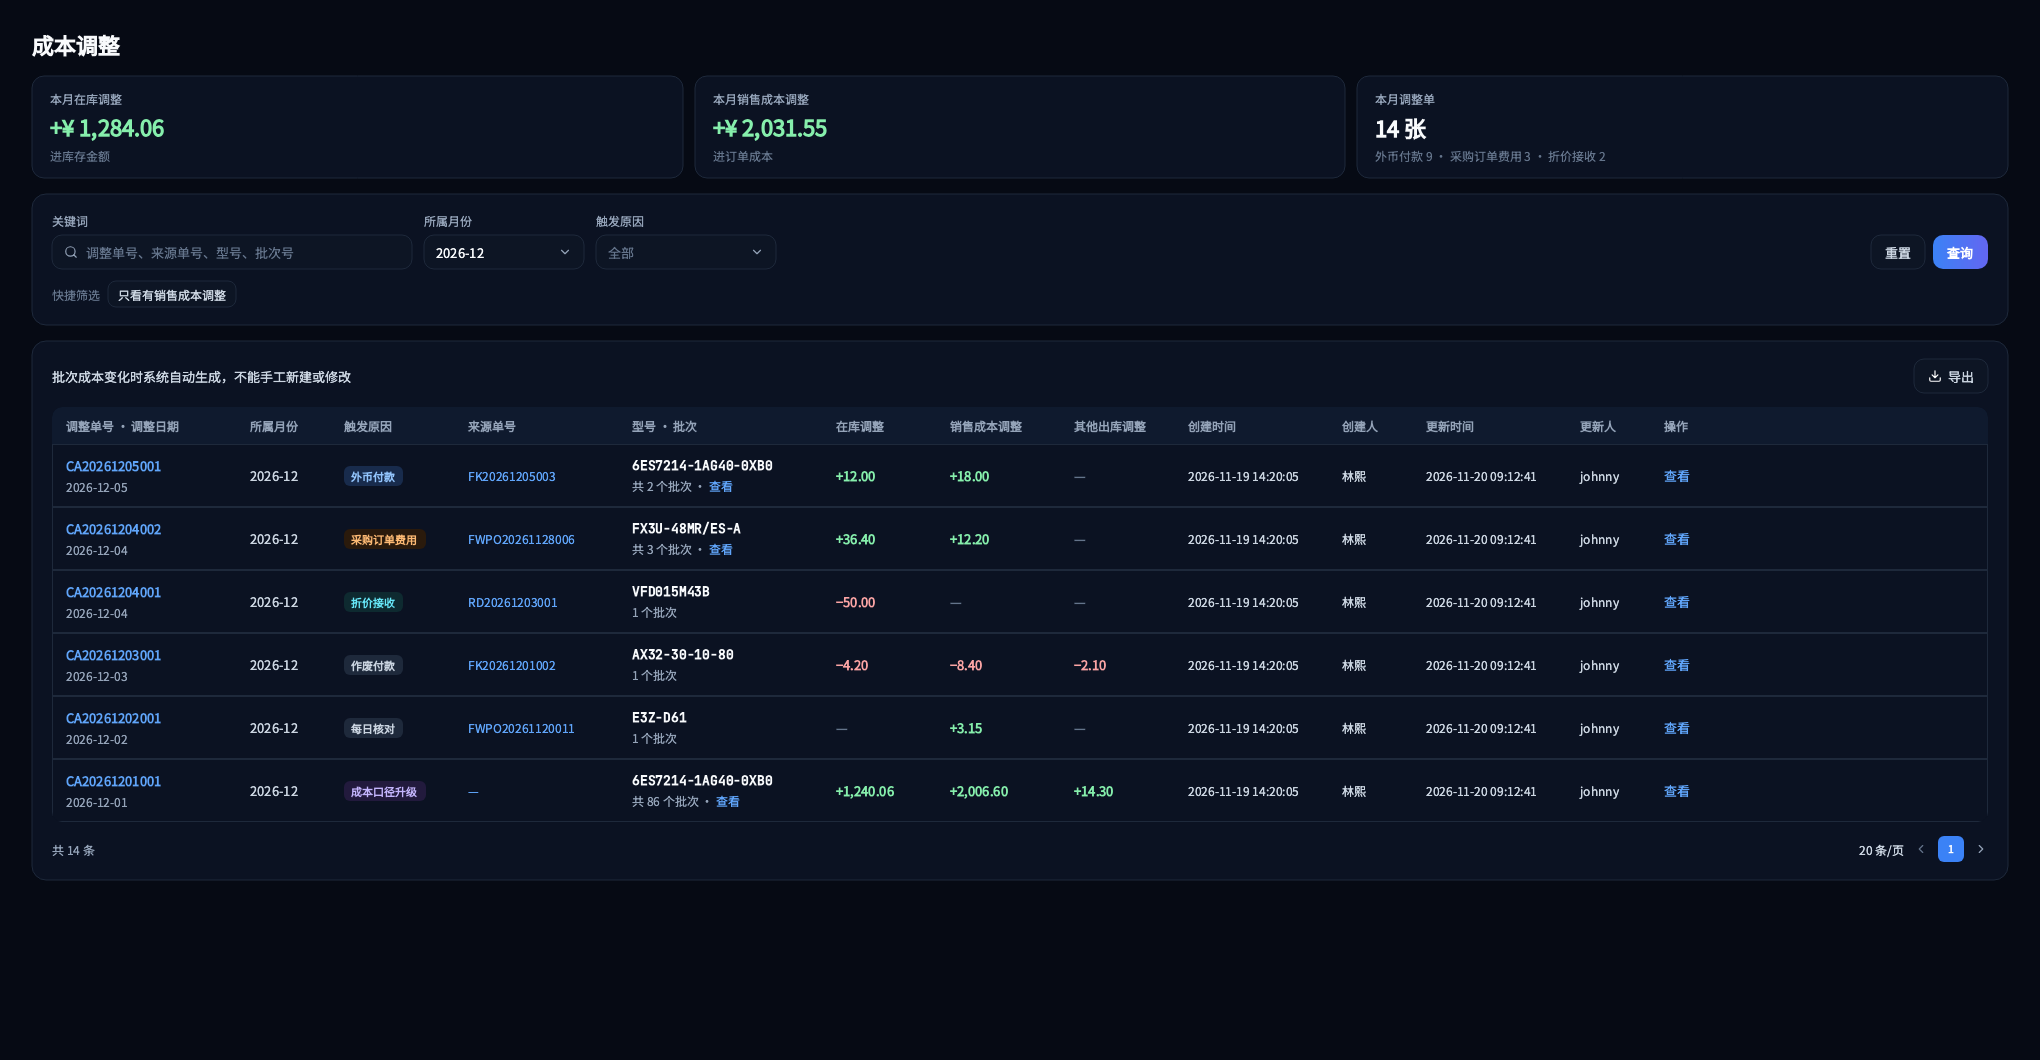 成本调整
本月在库调整
+¥ 1,284.06
进库存金额
本月销售成本调整
+¥ 2,031.55
进订单成本
本月调整单
14 张
外币付款 9 · 采购订单费用 3 · 折价接收 2
关键词
所属月份
触发原因
调整单号、来源单号、型号、批次号
2026-12
全部
重置
查询
快捷筛选
只看有销售成本调整
批次成本变化时系统自动生成，不能手工新建或修改
导出
调整单号 · 调整日期 所属月份 触发原因 来源单号 型号 · 批次 在库调整 销售成本调整 其他出库调整 创建时间 创建人 更新时间 更新人 操作
CA20261205001
2026-12-05
2026-12
外币付款
FK20261205003
6ES7214-1AG40-0XB0
共 2 个批次 · 查看
+12.00
+18.00
—
2026-11-19 14:20:05
林熙
2026-11-20 09:12:41
johnny
查看
CA20261204002
2026-12-04
2026-12
采购订单费用
FWPO20261128006
FX3U-48MR/ES-A
共 3 个批次 · 查看
+36.40
+12.20
—
2026-11-19 14:20:05
林熙
2026-11-20 09:12:41
johnny
查看
CA20261204001
2026-12-04
2026-12
折价接收
RD20261203001
VFD015M43B
1 个批次
−50.00
—
—
2026-11-19 14:20:05
林熙
2026-11-20 09:12:41
johnny
查看
CA20261203001
2026-12-03
2026-12
作废付款
FK20261201002
AX32-30-10-80
1 个批次
−4.20
−8.40
−2.10
2026-11-19 14:20:05
林熙
2026-11-20 09:12:41
johnny
查看
CA20261202001
2026-12-02
2026-12
每日核对
FWPO20261120011
E3Z-D61
1 个批次
—
+3.15
—
2026-11-19 14:20:05
林熙
2026-11-20 09:12:41
johnny
查看
CA20261201001
2026-12-01
2026-12
成本口径升级
—
6ES7214-1AG40-0XB0
共 86 个批次 · 查看
+1,240.06
+2,006.60
+14.30
2026-11-19 14:20:05
林熙
2026-11-20 09:12:41
johnny
查看
共 14 条
20 条/页
1